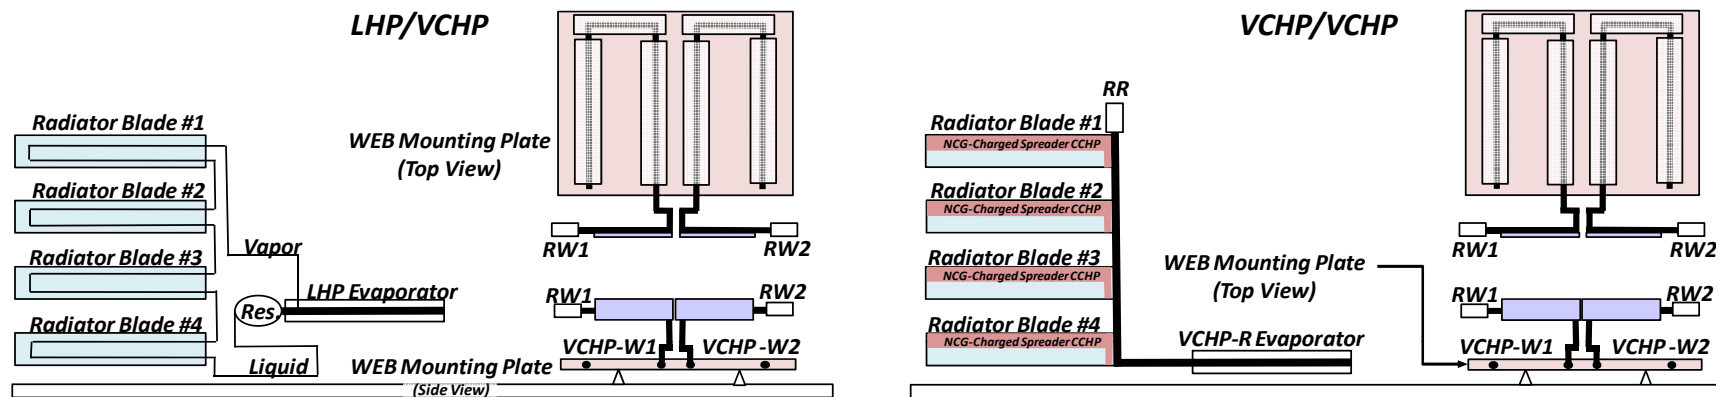 LHP/VCHP
Radiator Blade #1
WEB Mounting Plate
(Top View)
Radiator Blade #2
RW1
RW2
Vapor
Radiator Blade #3
LHP Evaporator
Res.
RW1
RW2
Radiator Blade #4
VCHP-W1
VCHP -W2
Liquid
WEB Mounting Plate
(Side View)
VCHP/VCHP
RR
Radiator Blade #1
NCG-Charged Spreader CCHP
Radiator Blade #2
NCG-Charged Spreader CCHP
RW1
RW2
Radiator Blade #3
NCG-Charged Spreader CCHP
WEB Mounting Plate
(Top View)
RW1
RW2
Radiator Blade #4
NCG-Charged Spreader CCHP
VCHP-R Evaporator
VCHP-W1
VCHP -W2